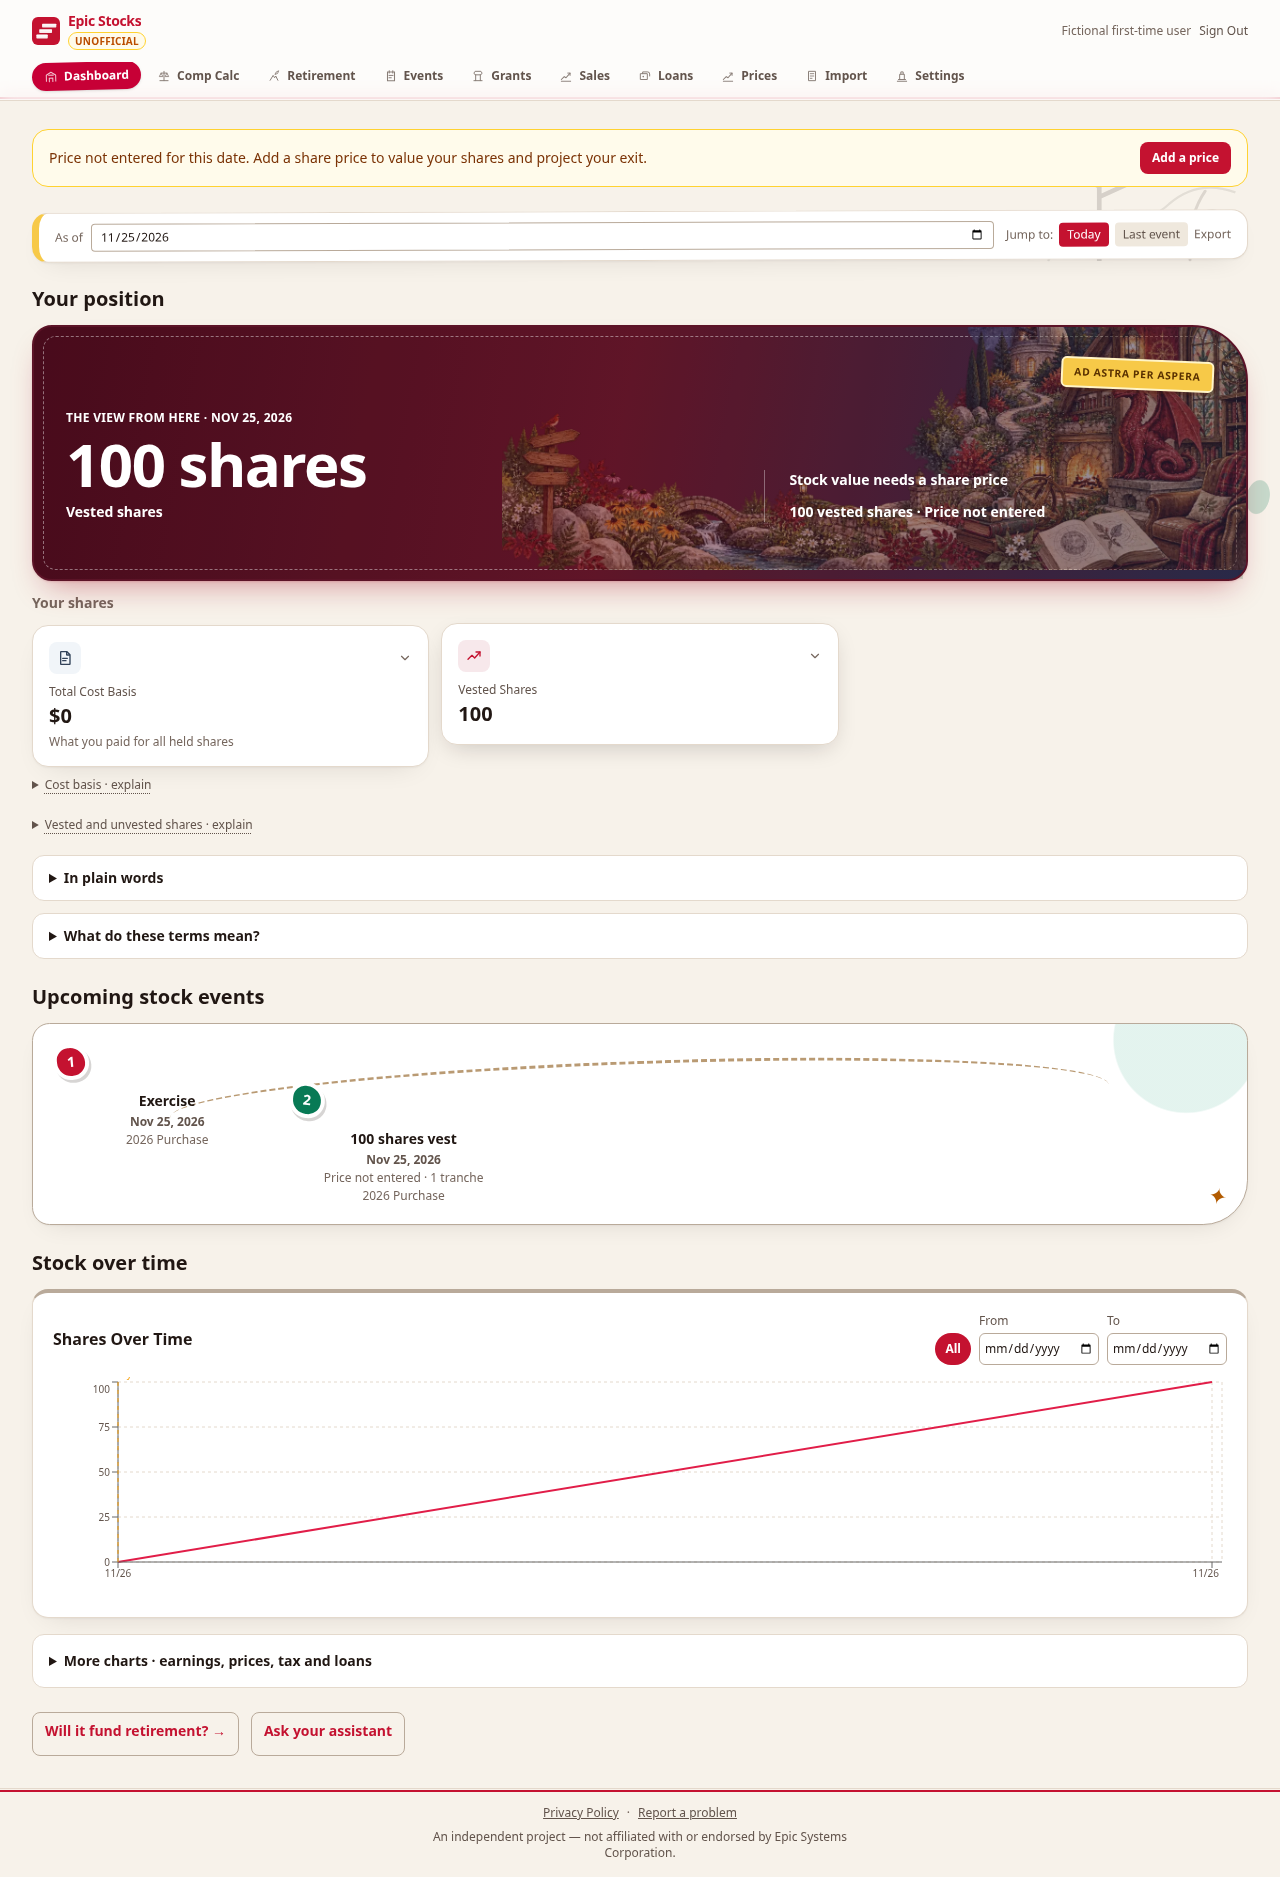 Epic Stocks
UNOFFICIAL
Fictional first-time user Sign Out
Dashboard Comp Calc Retirement Events Grants Sales Loans Prices Import Settings
Price not entered for this date. Add a share price to value your shares and project your exit.
Add a price
As of 11/25/2026 Jump to: Today Last event Export
Your position
AD ASTRA PER ASPERA
THE VIEW FROM HERE · NOV 25, 2026
100 shares
Vested shares
Stock value needs a share price
100 vested shares · Price not entered
Your shares
Total Cost Basis
$0
What you paid for all held shares
Vested Shares
100
Cost basis · explain
Vested and unvested shares · explain
In plain words
What do these terms mean?
Upcoming stock events
1
Exercise
Nov 25, 2026
2026 Purchase
2
100 shares vest
Nov 25, 2026
Price not entered · 1 tranche
2026 Purchase
Stock over time
Shares Over Time
All
From
mm/dd/yyyy
To
mm/dd/yyyy
100
75
50
25
0
11/26 11/26
More charts · earnings, prices, tax and loans
Will it fund retirement? →
Ask your assistant
Privacy Policy · Report a problem
An independent project — not affiliated with or endorsed by Epic Systems
Corporation.